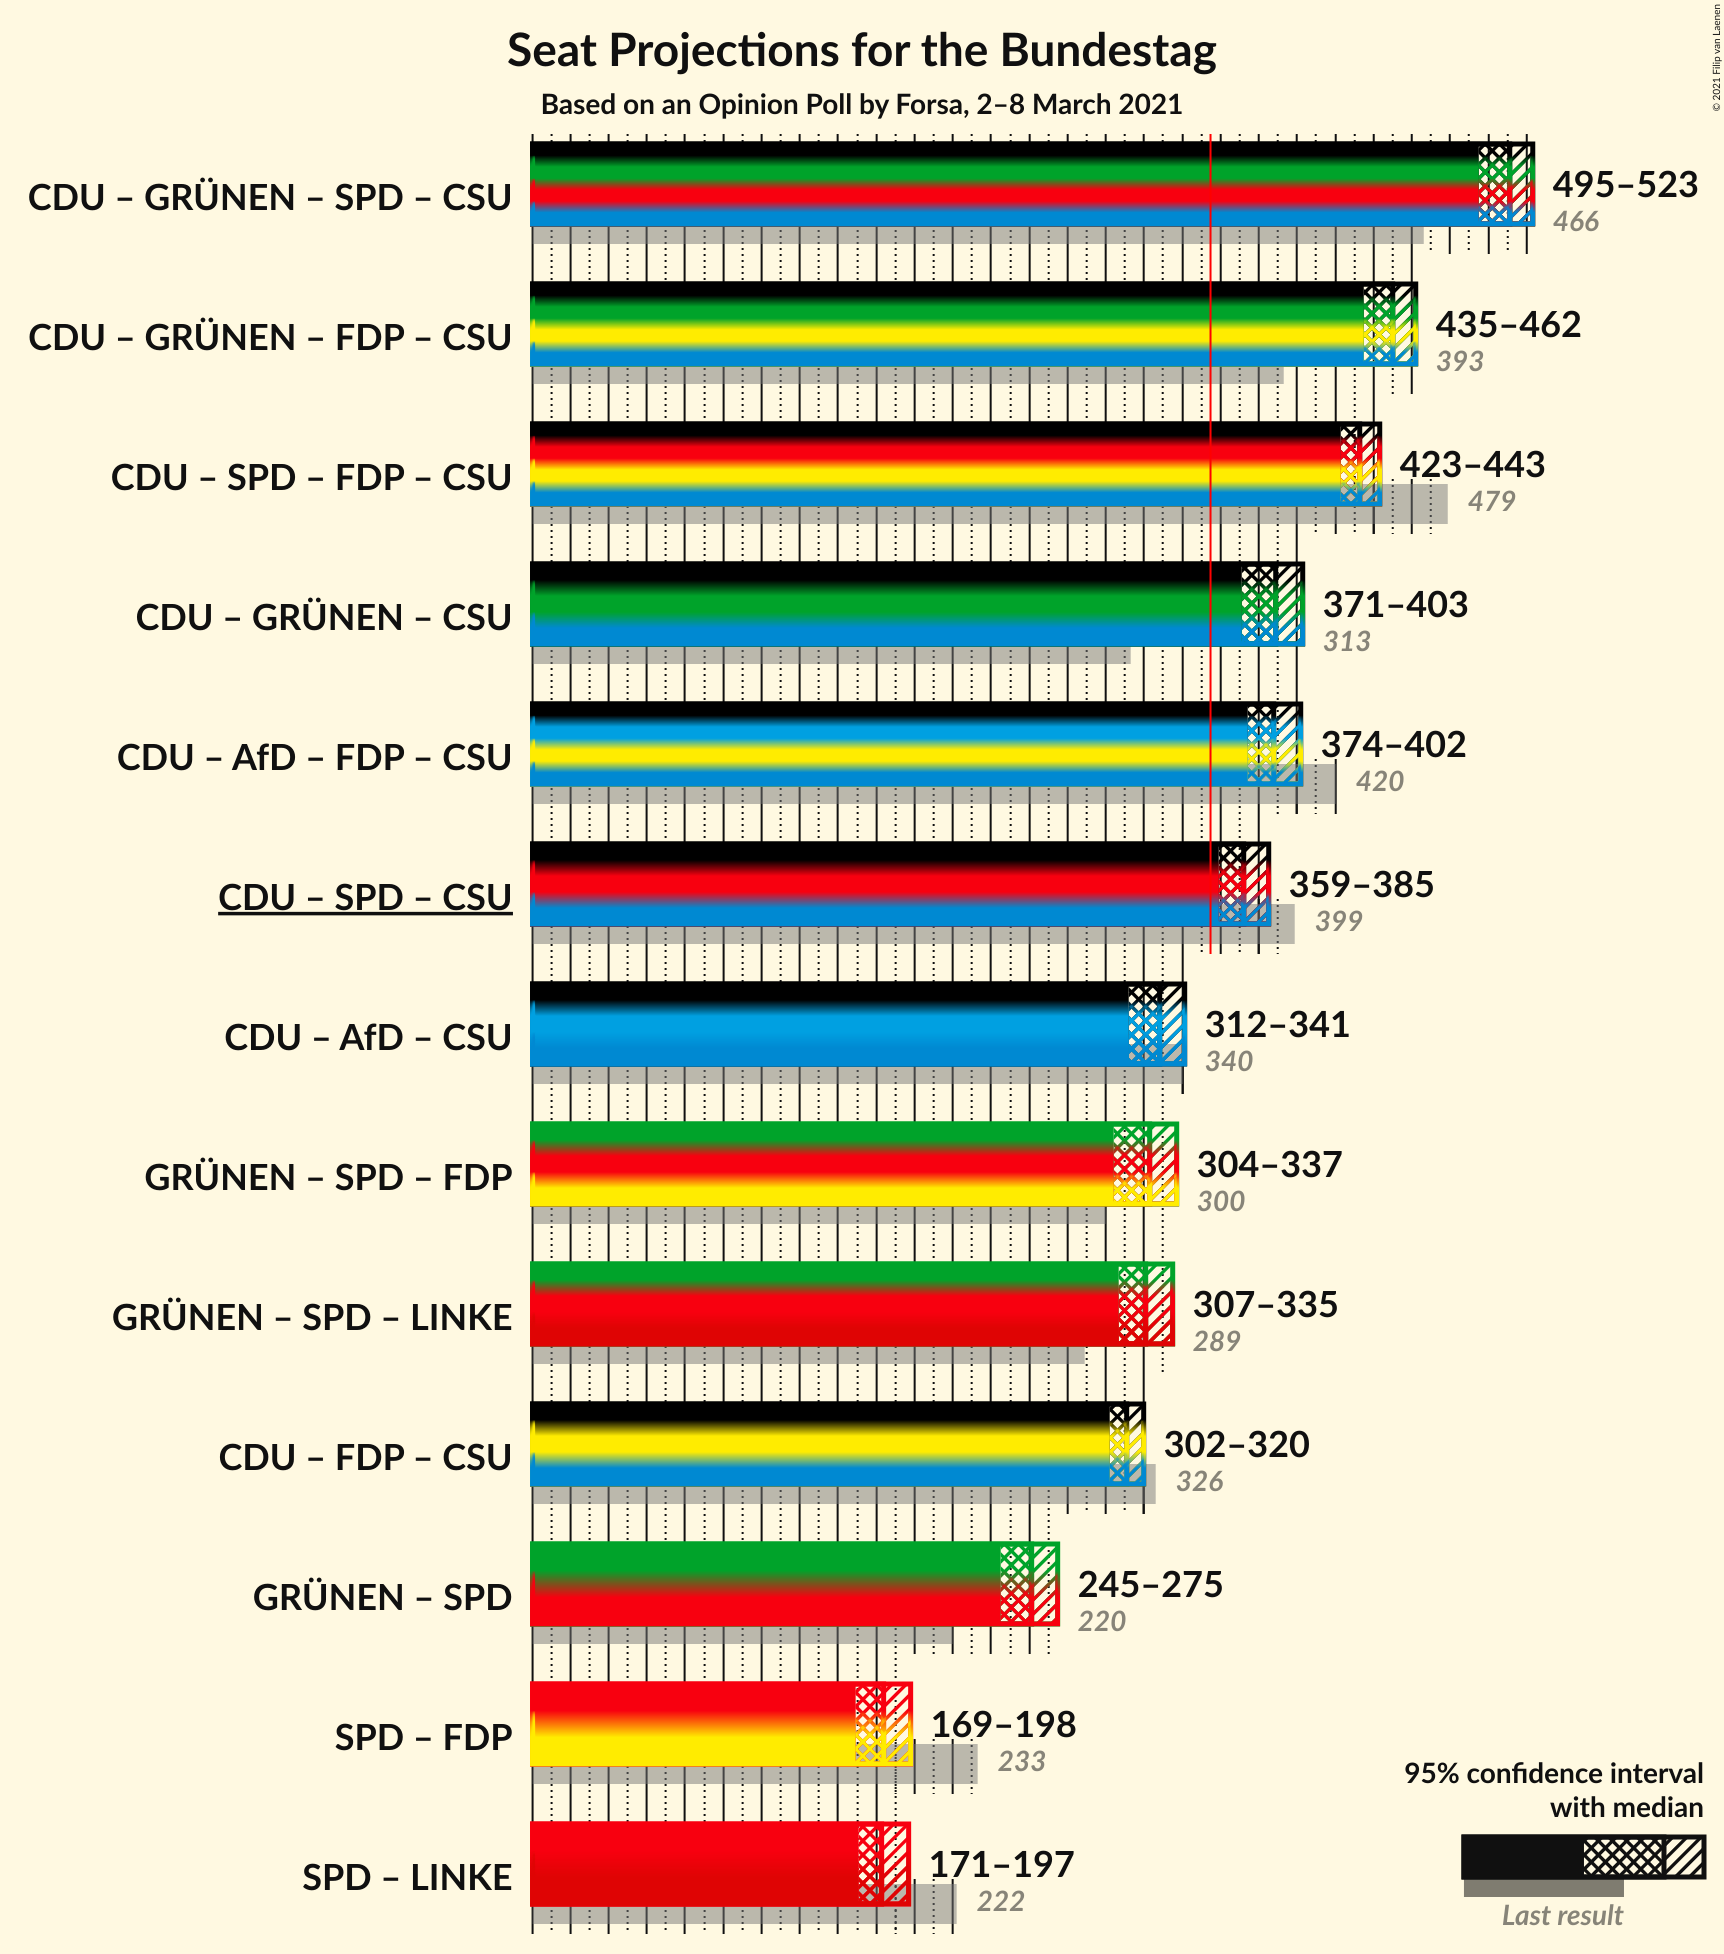 Seat Projections for the Bundestag
Based on an Opinion Poll by Forsa, 2–8 March 2021
© 2021 Filip van Laenen
CDU – GRÜNEN – SPD – CSU
495–523
466
CDU – GRÜNEN – FDP – CSU
435–462
393
CDU – SPD – FDP – CSU
423–443
479
CDU – GRÜNEN – CSU
371–403
313
CDU – AfD – FDP – CSU
374–402
420
CDU – SPD – CSU
359–385
399
CDU – AfD – CSU
312–341
340
GRÜNEN – SPD – FDP
304–337
300
GRÜNEN – SPD – LINKE
307–335
289
CDU – FDP – CSU
302–320
326
GRÜNEN – SPD
245–275
220
SPD – FDP
169–198
233
SPD – LINKE
171–197
222
95% confidence interval
with median
Last result